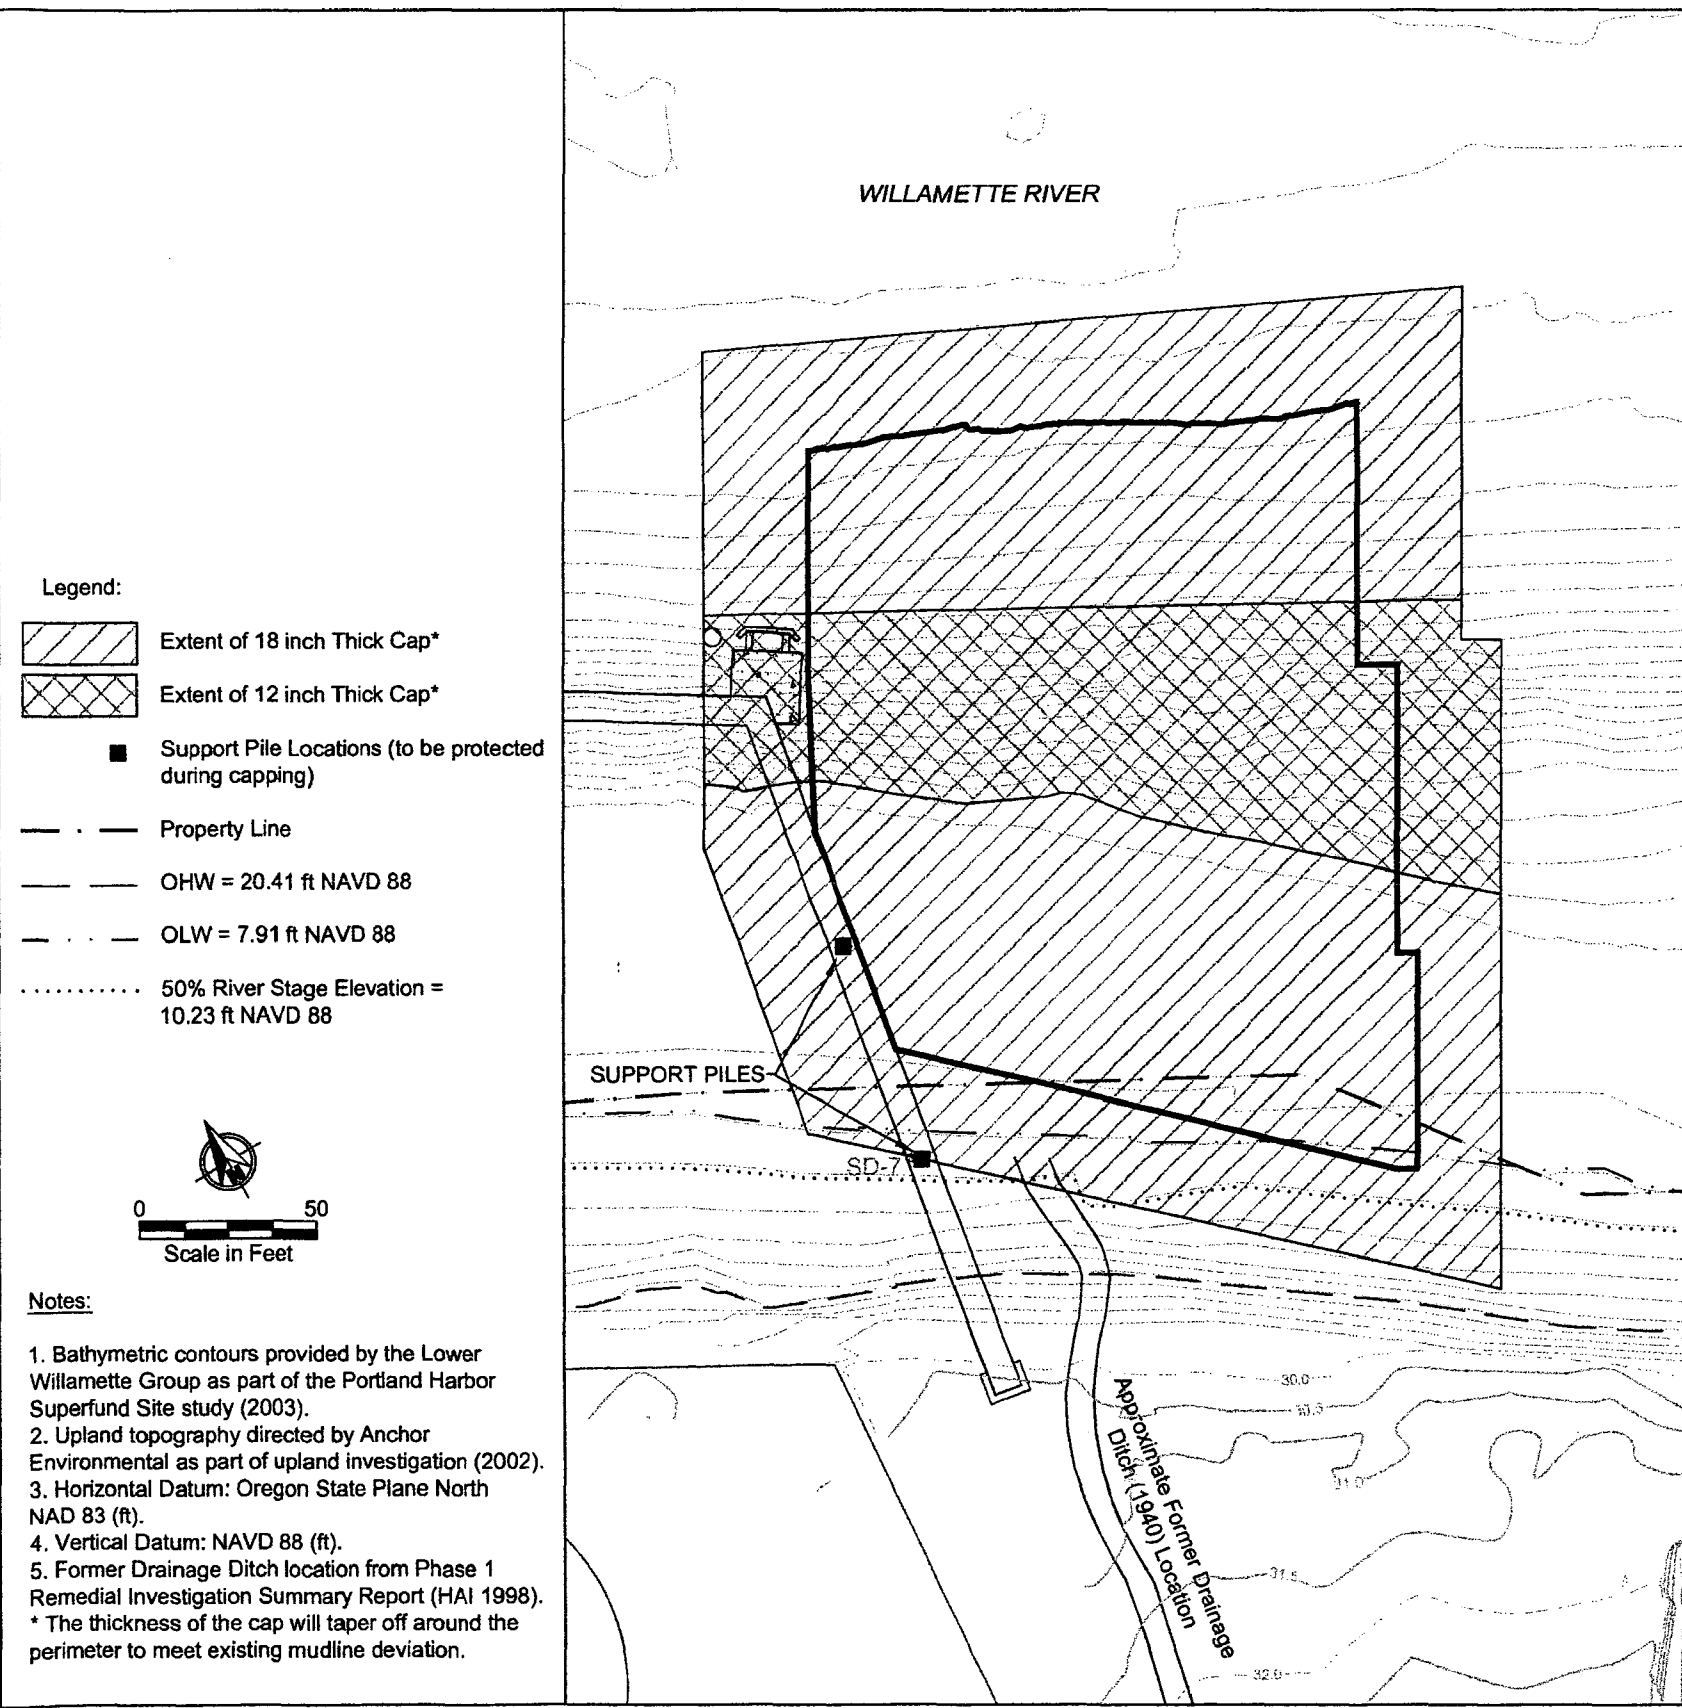 WILLAMETTE RIVER
Legend:
Extent of 18 inch Thick Cap*
Extent of 12 inch Thick Cap*
Support Pile Locations (to be protected
during capping)
Property Line
OHW = 20.41 ft NAVD 88
OLW = 7.91 ft NAVD 88
50% River Stage Elevation =
10.23 ft NAVD 88
SUPPORT PILES
SD-7
N
0 50
Scale in Feet
Notes:
1. Bathymetric contours provided by the Lower
Willamette Group as part of the Portland Harbor
Superfund Site study (2003).
2. Upland topography directed by Anchor
Environmental as part of upland investigation (2002).
3. Horizontal Datum: Oregon State Plane North
NAD 83 (ft).
4. Vertical Datum: NAVD 88 (ft).
5. Former Drainage Ditch location from Phase 1
Remedial Investigation Summary Report (HAI 1998).
* The thickness of the cap will taper off around the
perimeter to meet existing mudline deviation.
Approximate Former Drainage
Ditch (1940) Location
30.0
31.0
31.5
32.0